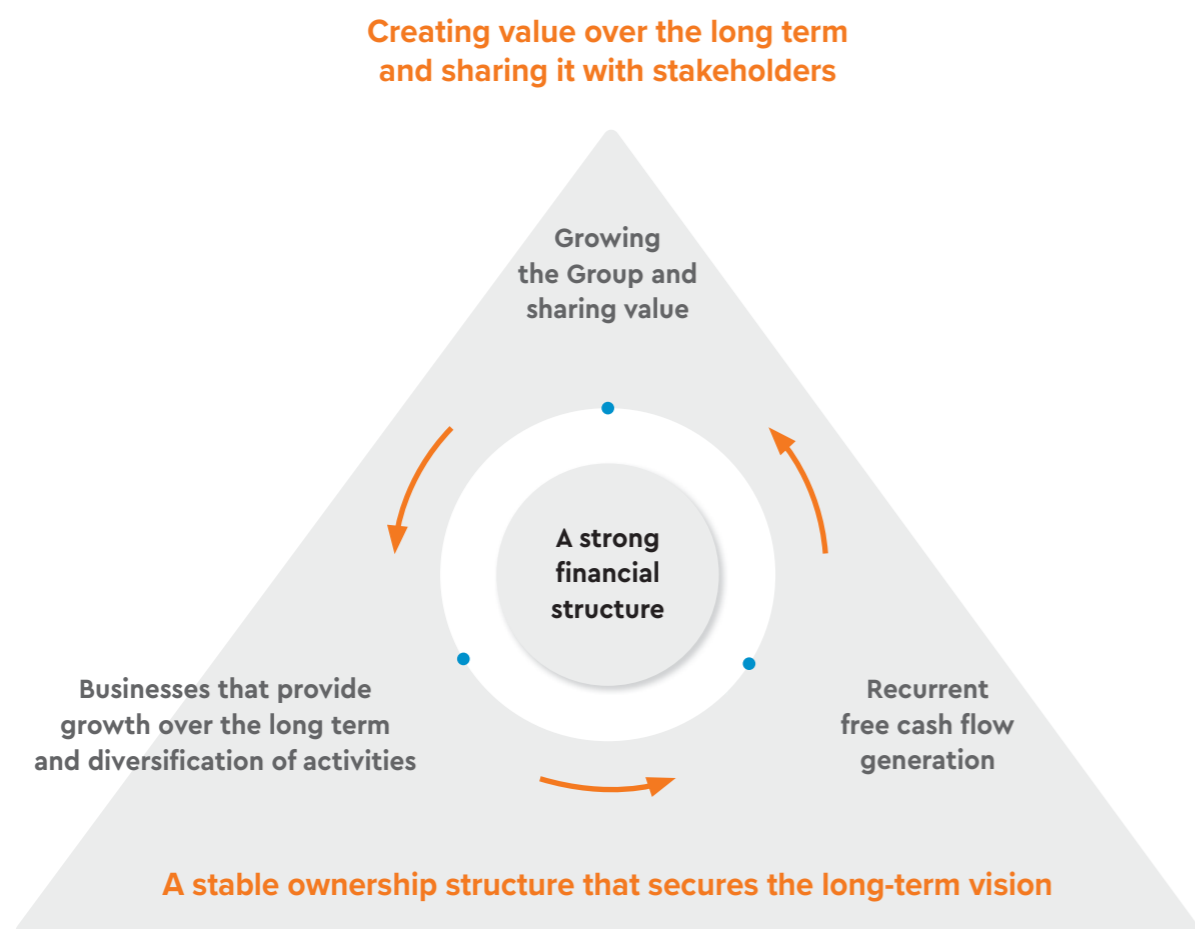 Creating value over the long term
and sharing it with stakeholders
Growing
the Group and
sharing value
A strong
financial
structure
Businesses that provide
growth over the long term
and diversification of activities
Recurrent
free cash flow
generation
A stable ownership structure that secures the long-term vision